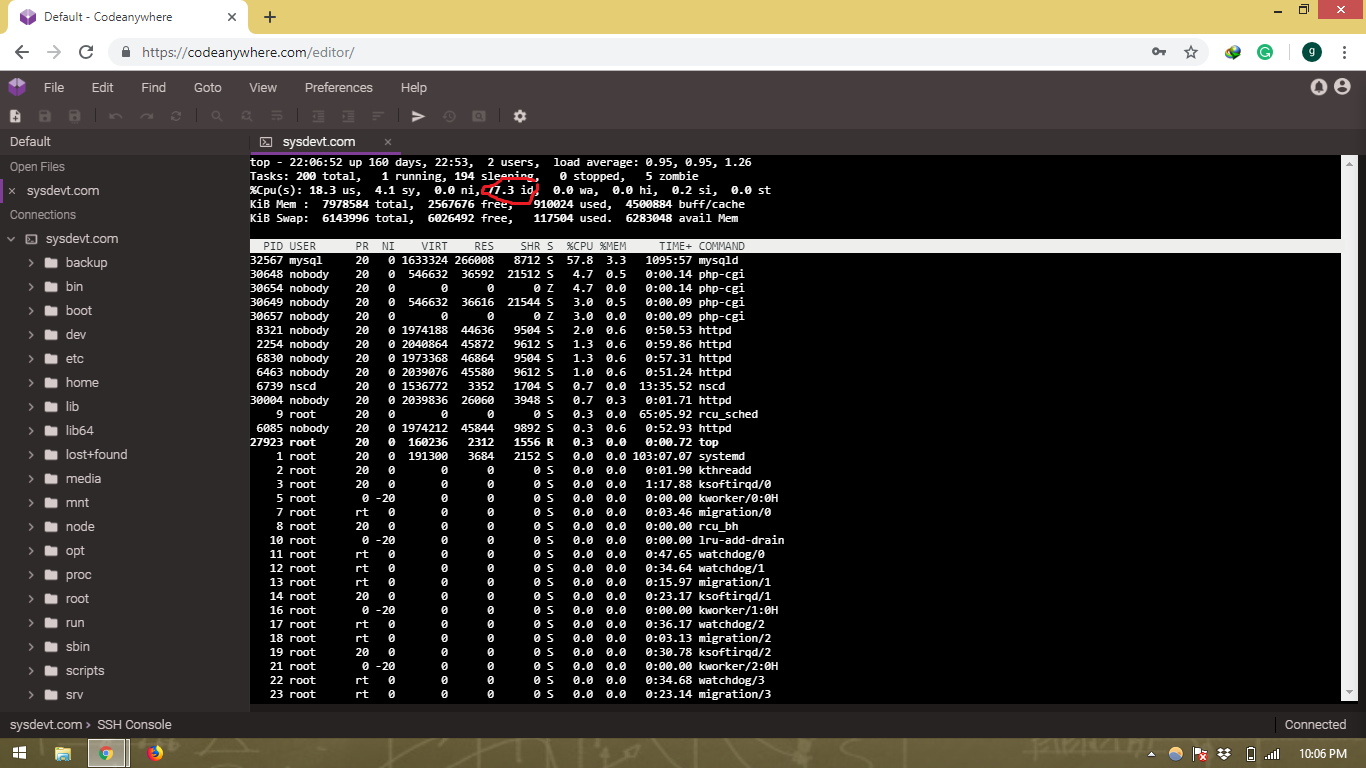 Default - Codeanywhere
https://codeanywhere.com/editor/
g
File Edit Find Goto View Preferences Help
Default
sysdevt.com
Open Files
sysdevt.com
Connections
sysdevt.com
backup
bin
boot
dev
etc
home
lib
lib64
lost+found
media
mnt
node
opt
proc
root
run
sbin
scripts
srv
top - 22:06:52 up 160 days, 22:53, 2 users, load average: 0.95, 0.95, 1.26
Tasks: 200 total, 1 running, 194 sleeping, 0 stopped, 5 zombie
%Cpu(s): 18.3 us, 4.1 sy, 0.0 ni, 77.3 id, 0.0 wa, 0.0 hi, 0.2 si, 0.0 st
KiB Mem : 7978584 total, 2567676 free, 910024 used, 4500884 buff/cache
KiB Swap: 6143996 total, 6026492 free, 117504 used. 6283048 avail Mem
PID USER PR NI VIRT RES SHR S %CPU %MEM TIME+ COMMAND
32567 mysql 20 0 1633324 266008 8712 S 57.8 3.3 1095:57 mysqld
30648 nobody 20 0 546632 36592 21512 S 4.7 0.5 0:00.14 php-cgi
30654 nobody 20 0 0 0 0 Z 4.7 0.0 0:00.14 php-cgi
30649 nobody 20 0 546632 36616 21544 S 3.0 0.5 0:00.09 php-cgi
30657 nobody 20 0 0 0 0 Z 3.0 0.0 0:00.09 php-cgi
8321 nobody 20 0 1974188 44636 9504 S 2.0 0.6 0:50.53 httpd
2254 nobody 20 0 2040864 45872 9612 S 1.3 0.6 0:59.86 httpd
6830 nobody 20 0 1973368 46864 9504 S 1.3 0.6 0:57.31 httpd
6463 nobody 20 0 2039076 45580 9612 S 1.0 0.6 0:51.24 httpd
6739 nscd 20 0 1536772 3352 1704 S 0.7 0.0 13:35.52 nscd
30004 nobody 20 0 2039836 26060 3948 S 0.7 0.3 0:01.71 httpd
9 root 20 0 0 0 0 S 0.3 0.0 65:05.92 rcu_sched
6085 nobody 20 0 1974212 45844 9892 S 0.3 0.6 0:52.93 httpd
27923 root 20 0 160236 2312 1556 R 0.3 0.0 0:00.72 top
1 root 20 0 191300 3684 2152 S 0.0 0.0 103:07.07 systemd
2 root 20 0 0 0 0 S 0.0 0.0 0:01.90 kthreadd
3 root 20 0 0 0 0 S 0.0 0.0 1:17.88 ksoftirqd/0
5 root 0 -20 0 0 0 S 0.0 0.0 0:00.00 kworker/0:0H
7 root rt 0 0 0 0 S 0.0 0.0 0:03.46 migration/0
8 root 20 0 0 0 0 S 0.0 0.0 0:00.00 rcu_bh
10 root 0 -20 0 0 0 S 0.0 0.0 0:00.00 lru-add-drain
11 root rt 0 0 0 0 S 0.0 0.0 0:47.65 watchdog/0
12 root rt 0 0 0 0 S 0.0 0.0 0:34.64 watchdog/1
13 root rt 0 0 0 0 S 0.0 0.0 0:15.97 migration/1
14 root 20 0 0 0 0 S 0.0 0.0 0:23.17 ksoftirqd/1
16 root 0 -20 0 0 0 S 0.0 0.0 0:00.00 kworker/1:0H
17 root rt 0 0 0 0 S 0.0 0.0 0:36.17 watchdog/2
18 root rt 0 0 0 0 S 0.0 0.0 0:03.13 migration/2
19 root 20 0 0 0 0 S 0.0 0.0 0:30.78 ksoftirqd/2
21 root 0 -20 0 0 0 S 0.0 0.0 0:00.00 kworker/2:0H
22 root rt 0 0 0 0 S 0.0 0.0 0:34.68 watchdog/3
23 root rt 0 0 0 0 S 0.0 0.0 0:23.14 migration/3
sysdevt.com > SSH Console
Connected
10:06 PM